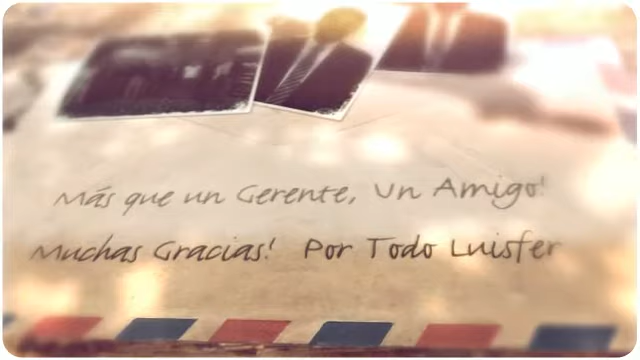 Más que un Gerente, Un Amigo!
Muchas Gracias! Por Todo Luisfer